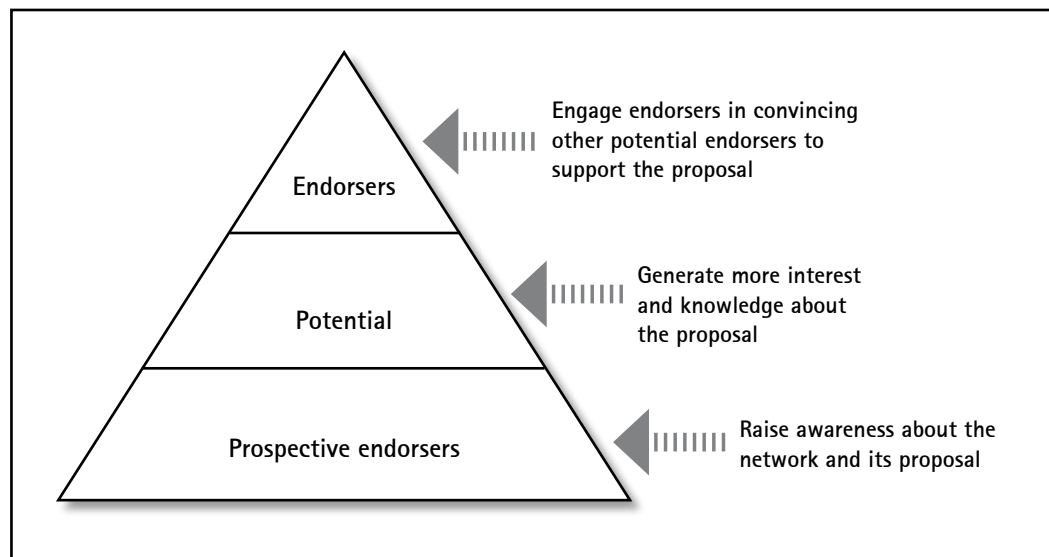 Engage endorsers in convincing
other potential endorsers to
support the proposal
Endorsers
Generate more interest
and knowledge about
the proposal
Potential
Raise awareness about the
network and its proposal
Prospective endorsers